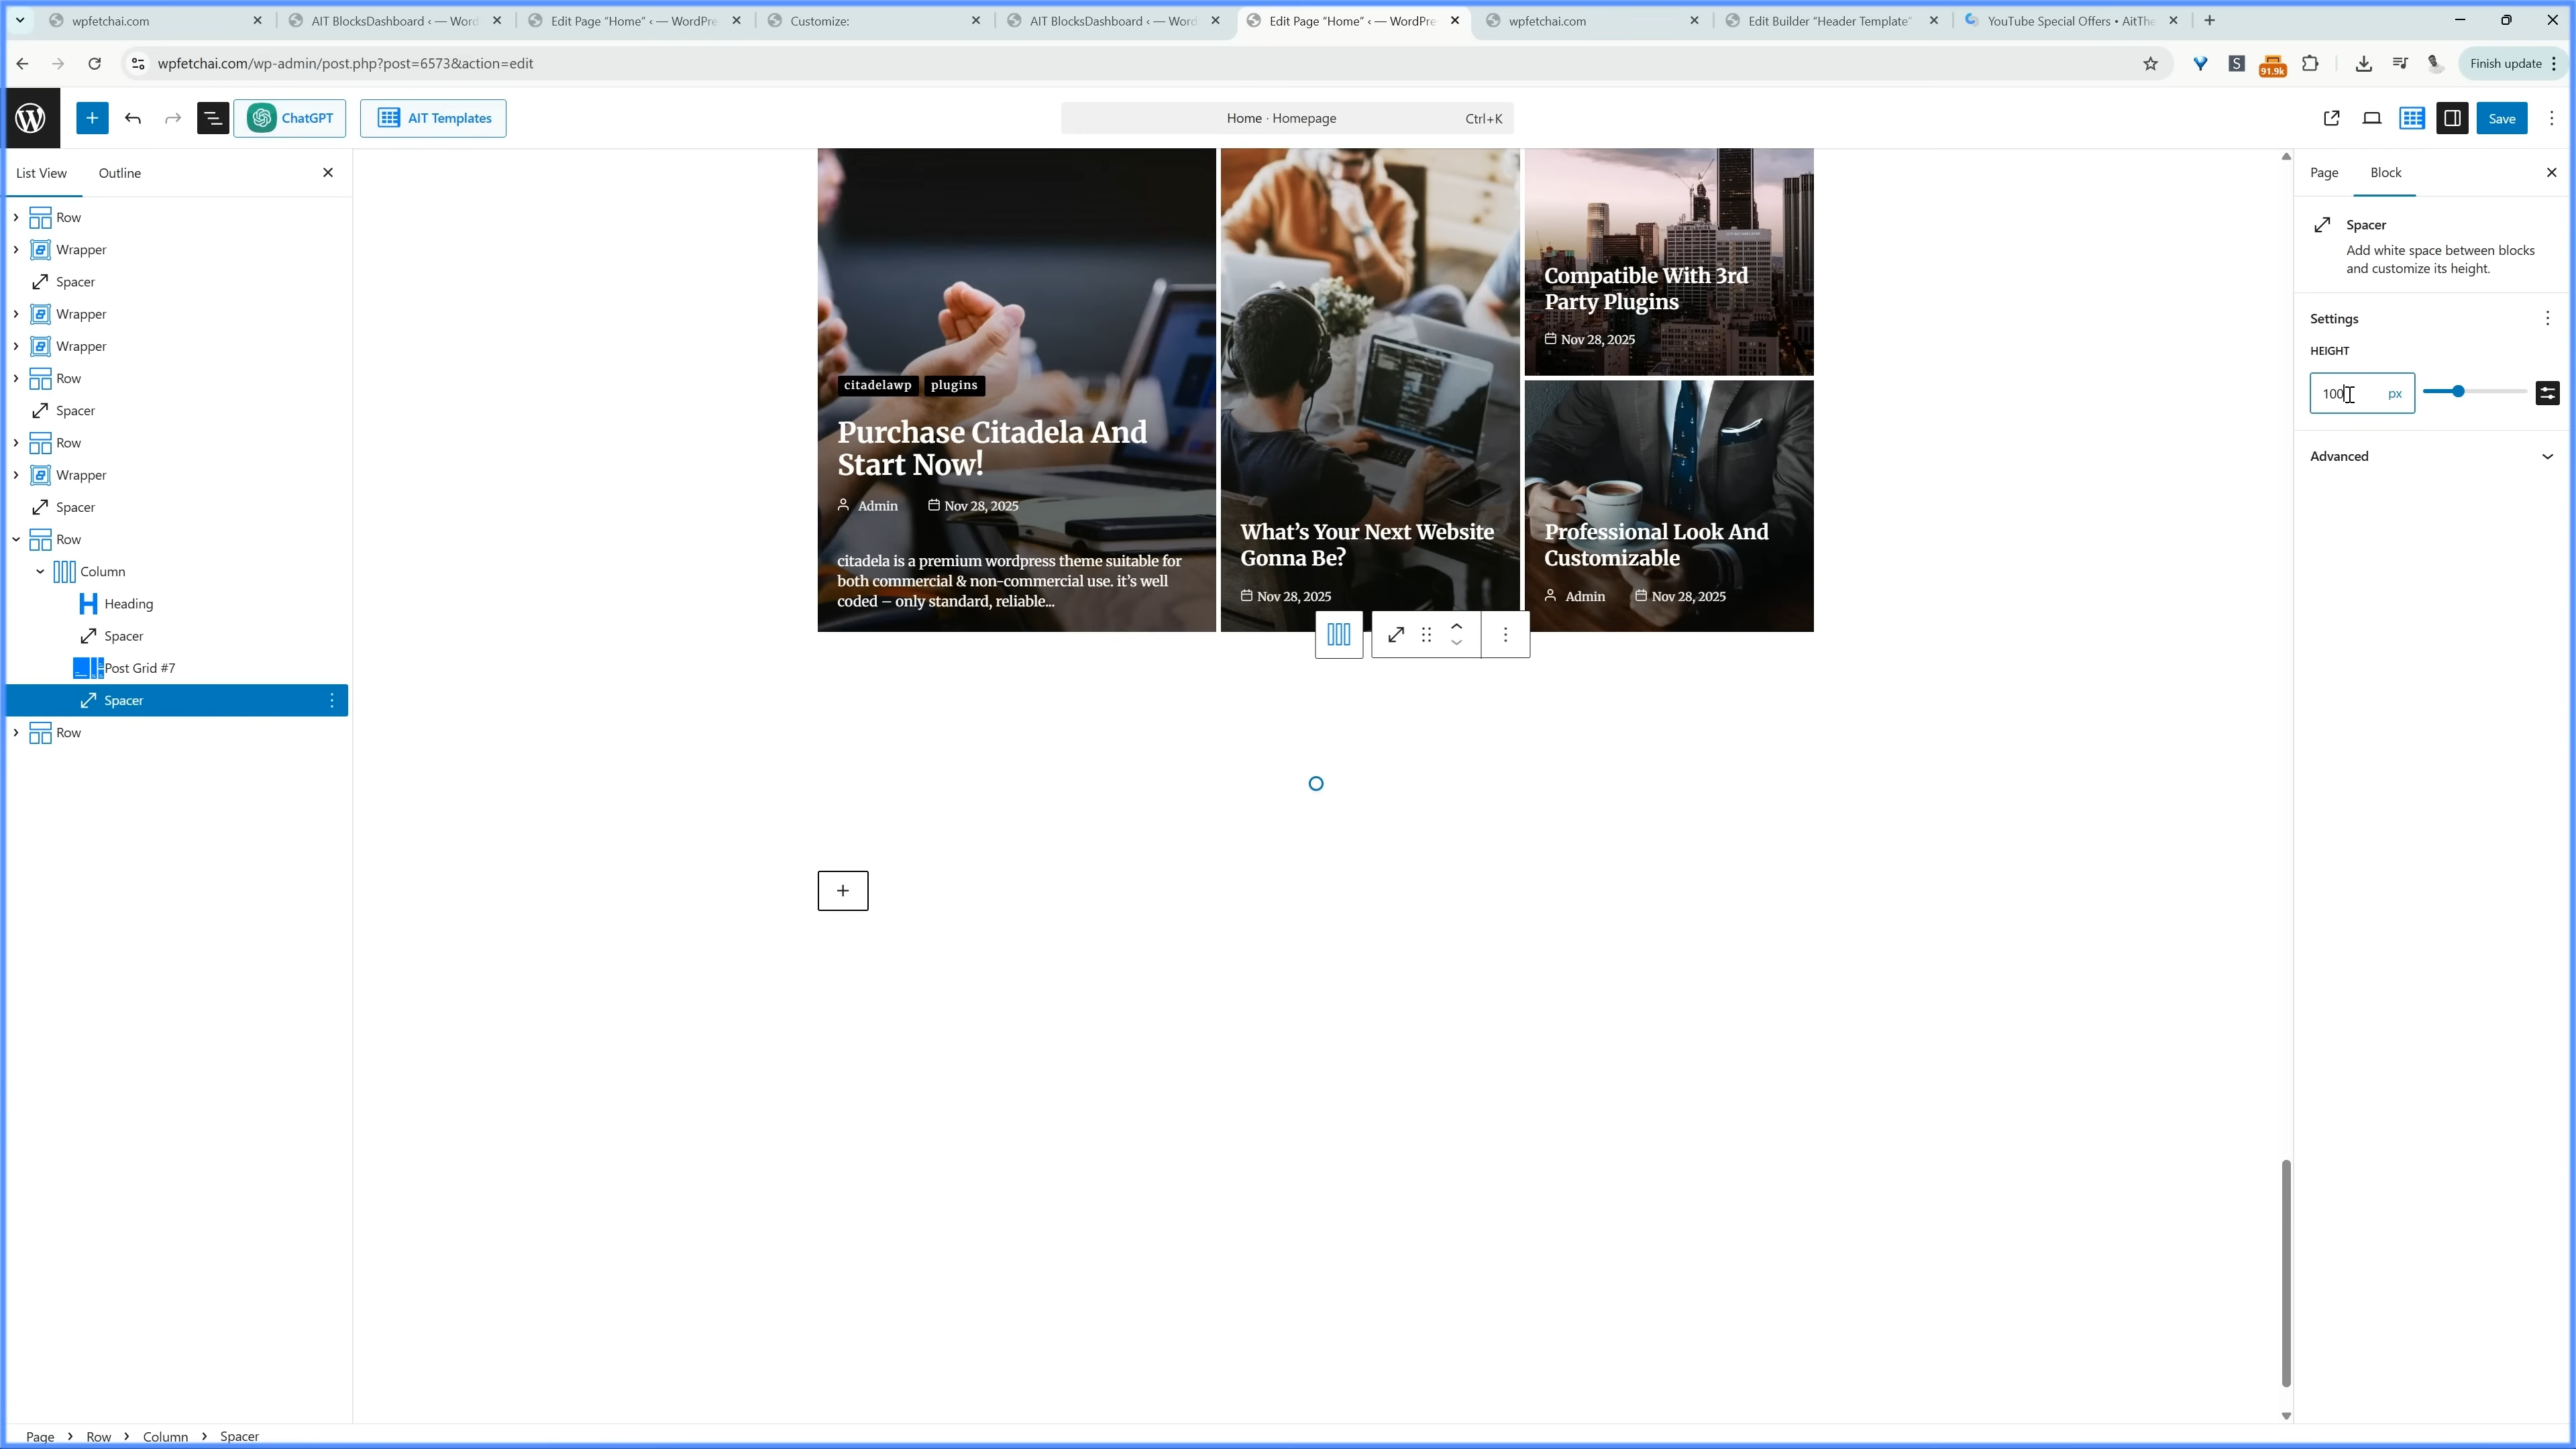 wpfetchai.com
AIT BlocksDashboard ‹ — Word
Edit Page “Home” ‹ — WordPre
Customize:
AIT BlocksDashboard ‹ — Word
Edit Page “Home” ‹ — WordPre
wpfetchai.com
Edit Builder “Header Template”
YouTube Special Offers • AitThe
wpfetchai.com/wp-admin/post.php?post=6573&action=edit
S
91.9k
Finish update
ChatGPT
AIT Templates
Home · Homepage
Ctrl+K
Save
List View
Outline
Row
Wrapper
Spacer
Wrapper
Wrapper
Row
Spacer
Row
Wrapper
Spacer
Row
Column
Heading
Spacer
Post Grid #7
Spacer
Row
citadelawp
plugins
Purchase Citadela And
Start Now!
Admin
Nov 28, 2025
citadela is a premium wordpress theme suitable for
both commercial & non-commercial use. it’s well
coded – only standard, reliable...
What’s Your Next Website
Gonna Be?
Nov 28, 2025
Compatible With 3rd
Party Plugins
Nov 28, 2025
Professional Look And
Customizable
Admin
Nov 28, 2025
Page
Block
Spacer
Add white space between blocks
and customize its height.
Settings
HEIGHT
100
px
Advanced
Page
Row
Column
Spacer